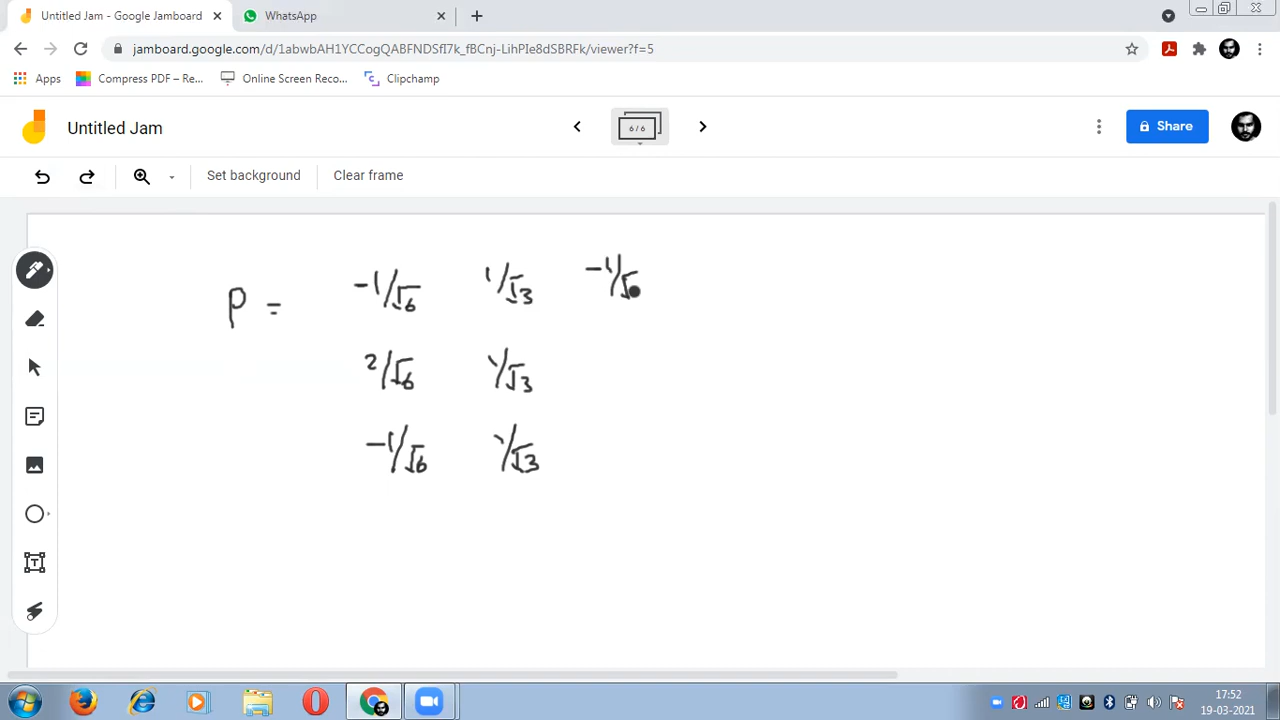 Untitled Jam - Google Jamboard
WhatsApp
jamboard.google.com/d/1abwbAH1YCCogQABFNDSfI7k_fBCnj-LihPIe8dSBRFk/viewer?f=5
Apps
Compress PDF – Re...
Online Screen Reco...
Clipchamp
Untitled Jam
6 / 6
Share
Set background
Clear frame
P = -1/√6 1/√3 -1/√
2/√6 1/√3
-1/√6 1/√3
17:52
19-03-2021